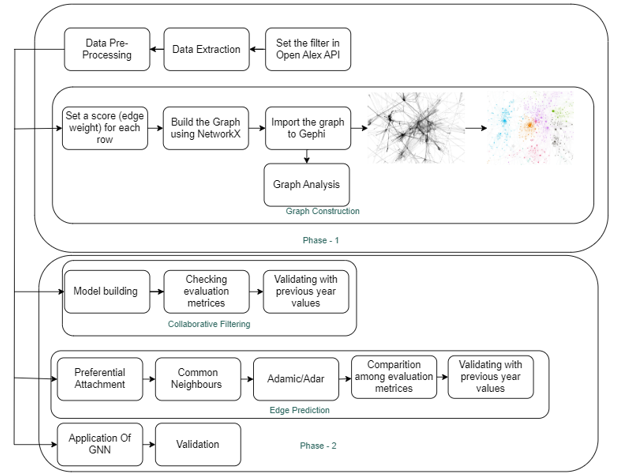 Data Pre-
Processing
Data Extraction
Set the filter in
Open Alex API
Set a score (edge
weight) for each
row
Build the Graph
using NetworkX
Import the graph
to Gephi
Graph Analysis
Graph Construction
Phase - 1
Model building
Checking
evaluation
metrices
Validating with
previous year
values
Collaborative Filtering
Preferential
Attachment
Common
Neighbours
Adamic/Adar
Comparition
among evaluation
metrices
Validating with
previous year
values
Edge Prediction
Application Of
GNN
Validation
Phase - 2